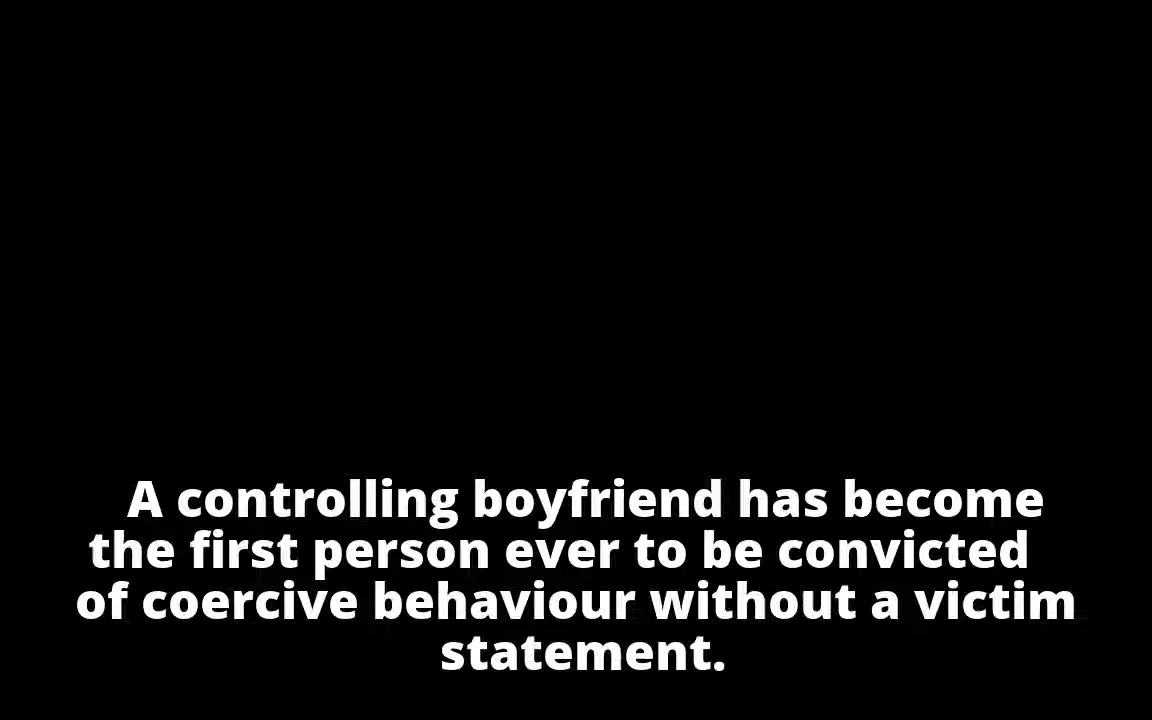 A controlling boyfriend has become
the first person ever to be convicted
of coercive behaviour without a victim
statement.